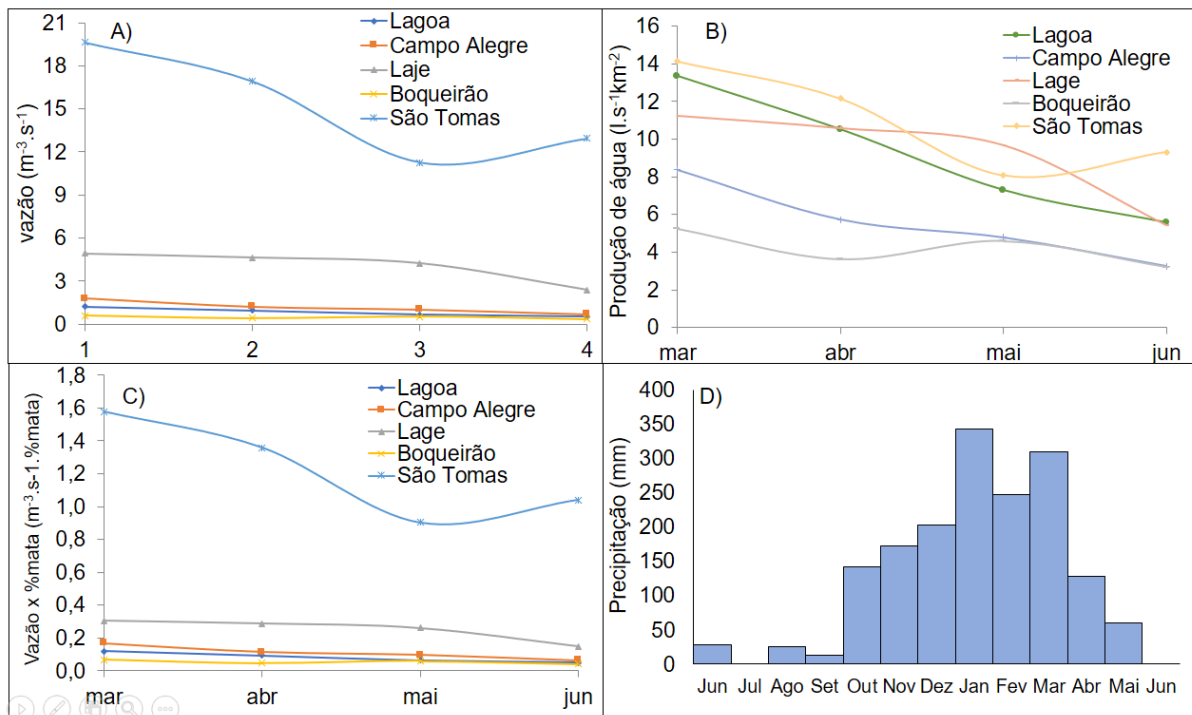 A)
vazão (m⁻³.s⁻¹)
21
18
15
12
9
6
3
0
1 2 3 4
Lagoa
Campo Alegre
Laje
Boqueirão
São Tomas
B)
Produção de água (l.s⁻¹km⁻²)
16
14
12
10
8
6
4
2
0
mar abr mai jun
Lagoa
Campo Alegre
Lage
Boqueirão
São Tomas
C)
Vazão x %mata (m⁻³.s-1.%mata)
1,8
1,6
1,4
1,2
1,0
0,8
0,6
0,4
0,2
0,0
mar abr mai jun
Lagoa
Campo Alegre
Lage
Boqueirão
São Tomas
D)
Precipitação (mm)
400
350
300
250
200
150
100
50
0
Jun Jul Ago Set Out Nov Dez Jan Fev Mar Abr Mai Jun